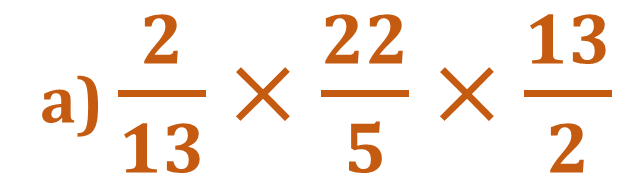 a) 2/13 × 22/5 × 13/2